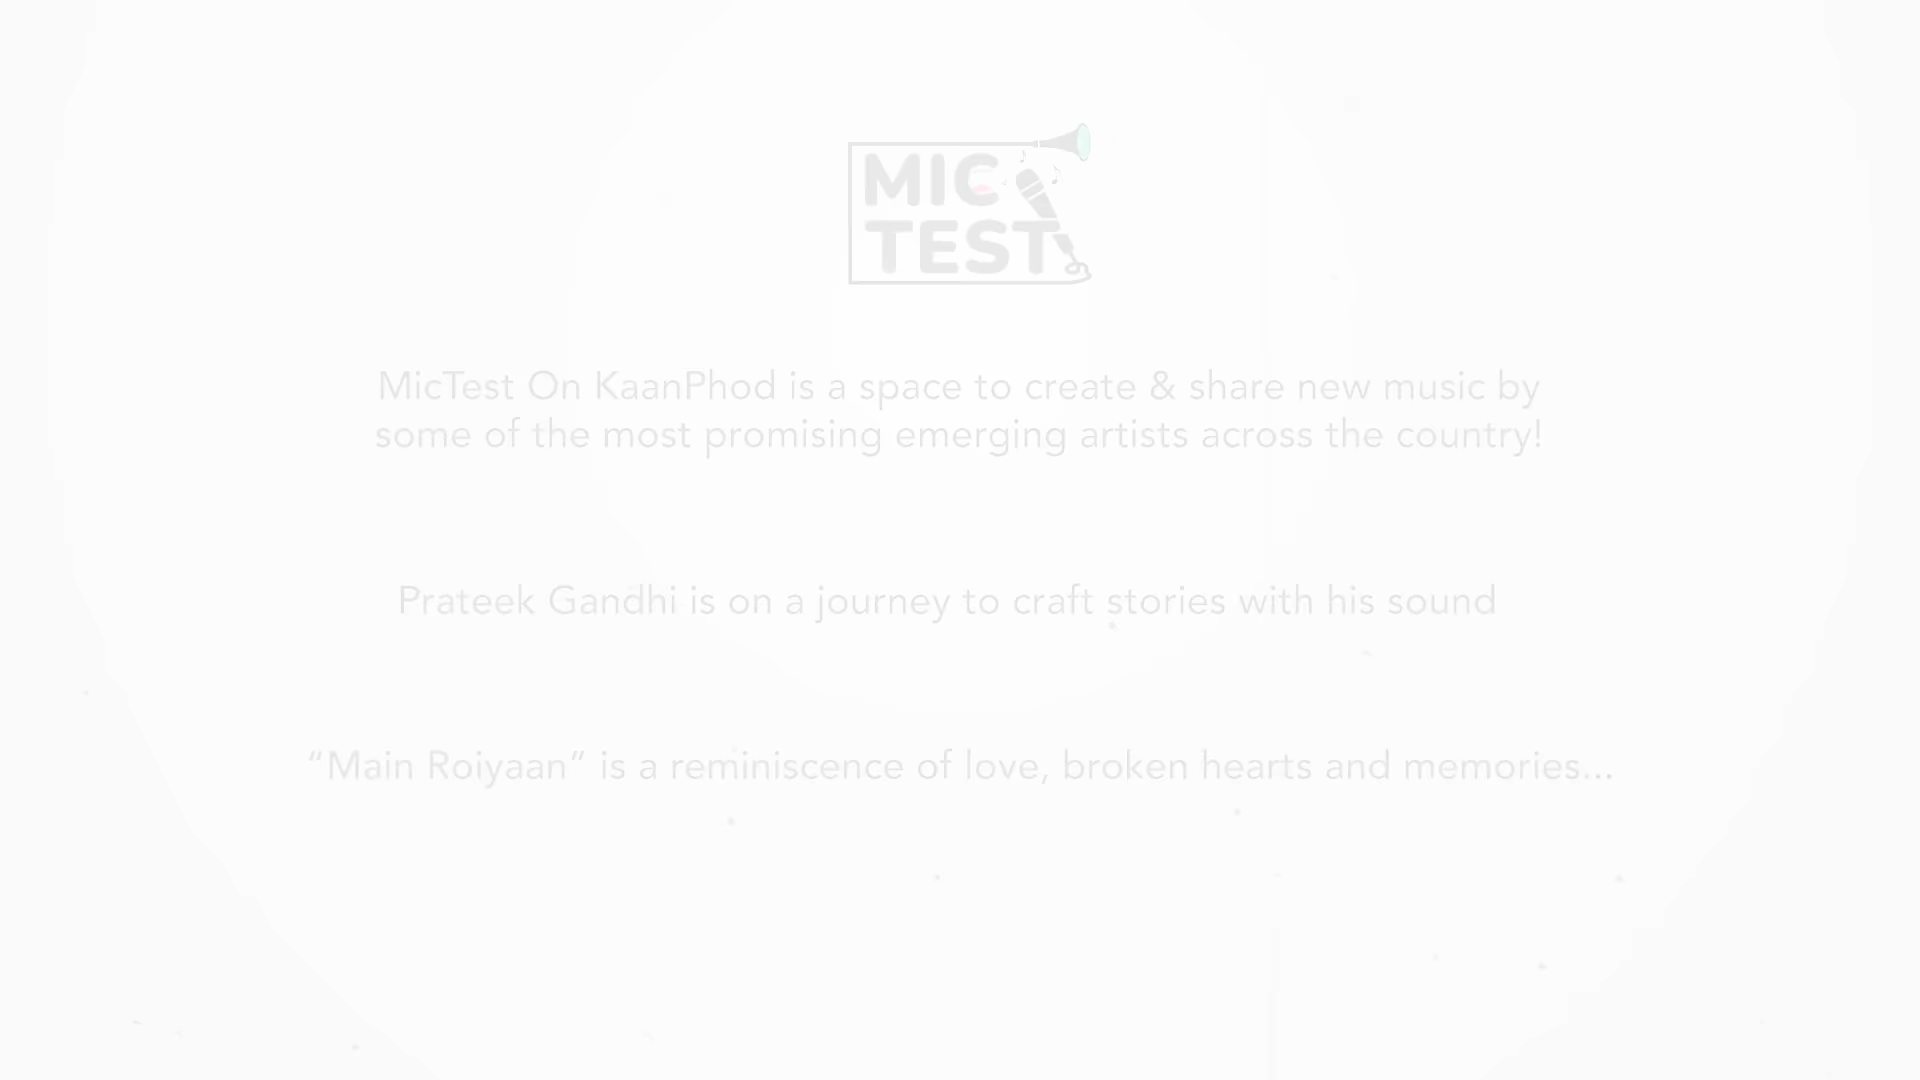 MIC
TEST
MicTest On KaanPhod is a space to create & share new music by
some of the most promising emerging artists across the country!
Prateek Gandhi is on a journey to craft stories with his sound
“Main Roiyaan” is a reminiscence of love, broken hearts and memories...